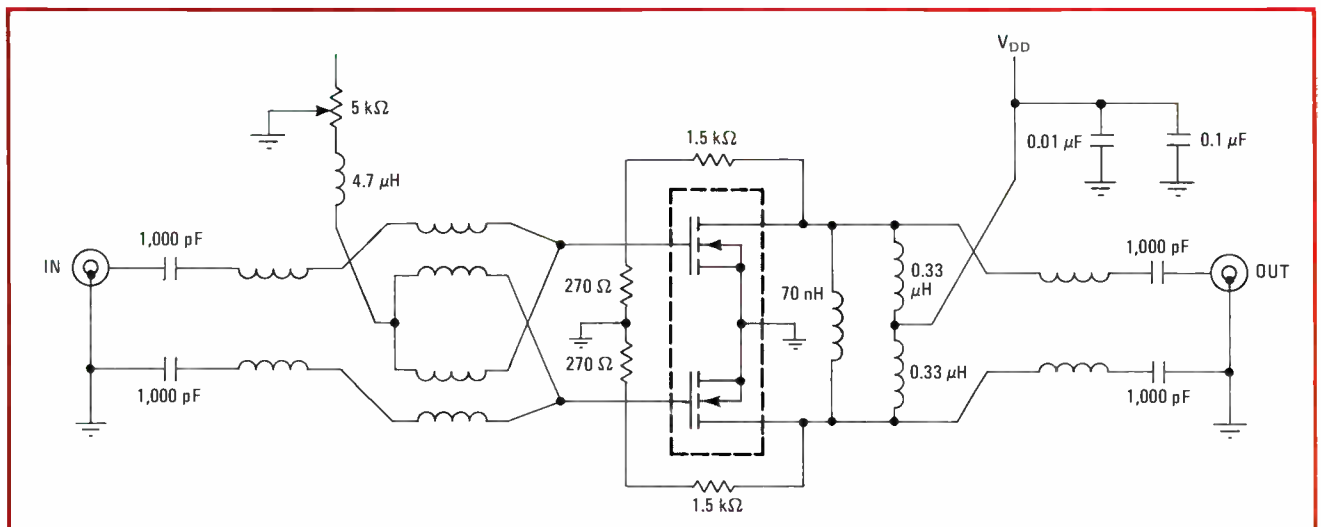 V_DD
5 kΩ
1.5 kΩ
0.01 μF
0.1 μF
4.7 μH
1,000 pF
IN
1,000 pF
OUT
270 Ω
70 nH
0.33 μH
270 Ω
0.33 μH
1,000 pF
1,000 pF
1.5 kΩ